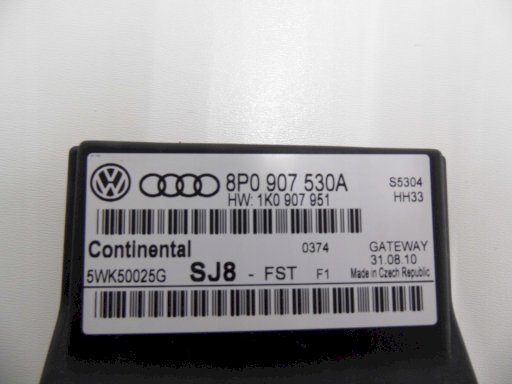 8P0 907 530A S5304
HW: 1K0 907 951 HH33
Continental 0374 GATEWAY
31.08.10
5WK50025G SJ8 - FST F1 Made in Czech Republic